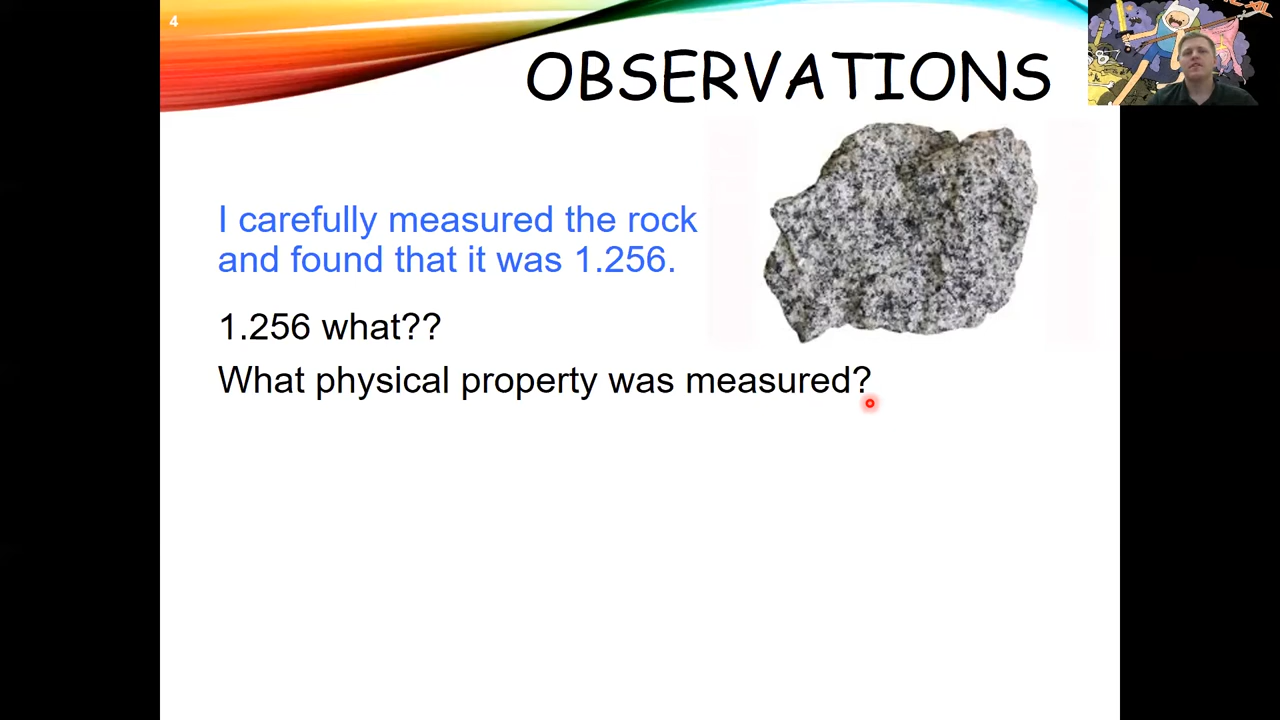 4
OBSERVATIONS
I carefully measured the rock
and found that it was 1.256.
1.256 what??
What physical property was measured?